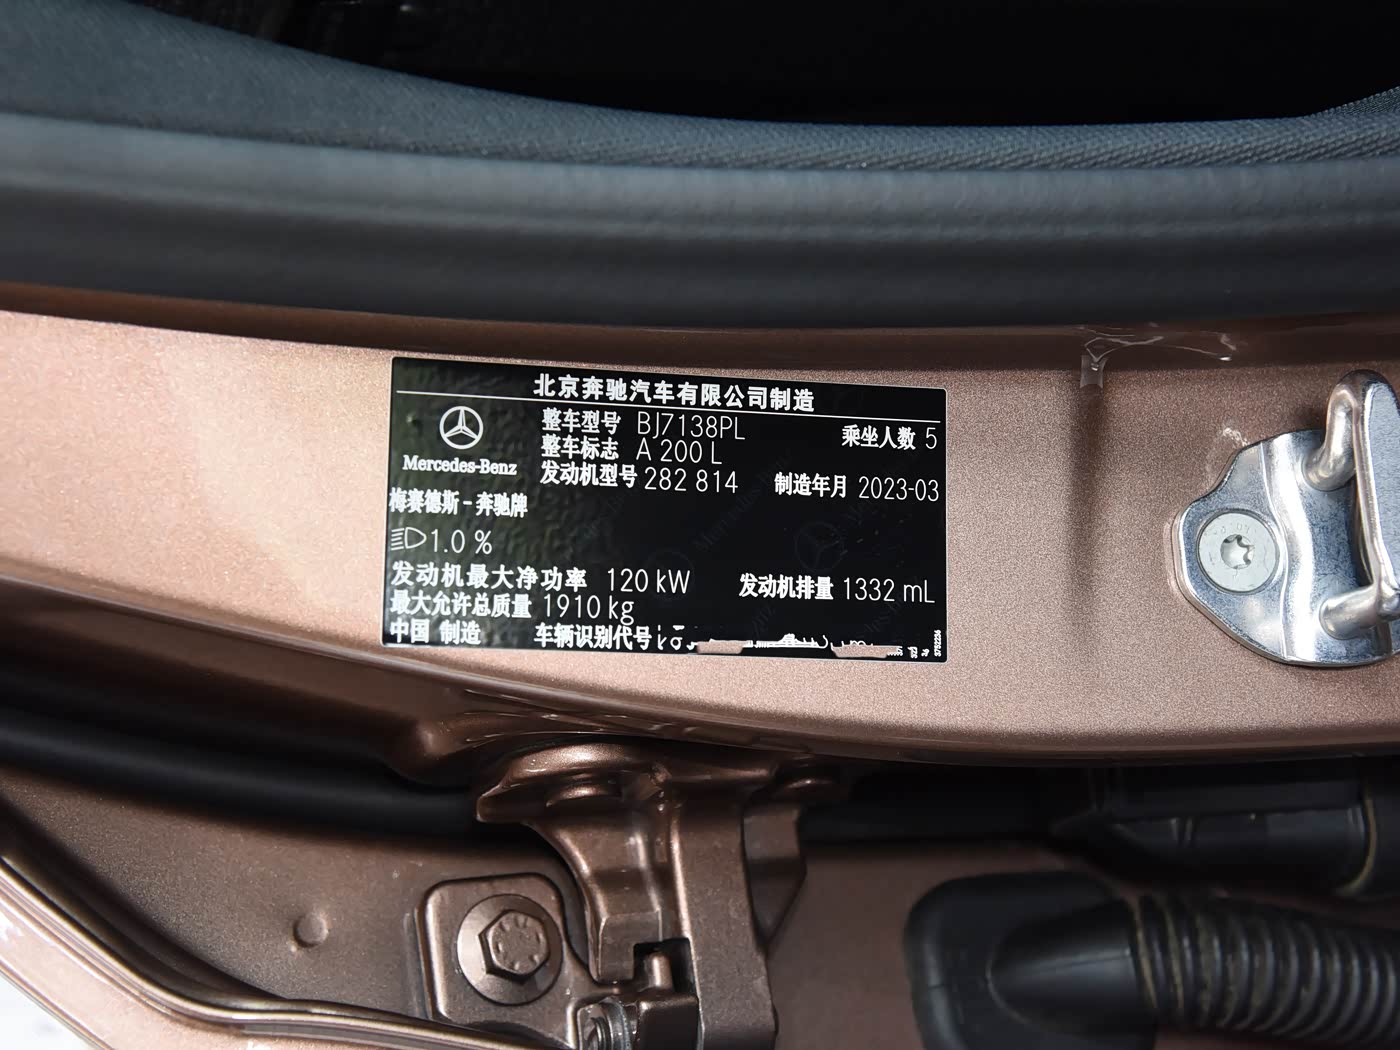 北京奔驰汽车有限公司制造
整车型号 BJ7138PL 乘坐人数 5
整车标志 A 200 L
发动机型号 282 814 制造年月 2023-03
Mercedes-Benz
梅赛德斯-奔驰牌
1.0 %
发动机最大净功率 120 kW 发动机排量 1332 mL
最大允许总质量 1910 kg
中国 制造 车辆识别代号